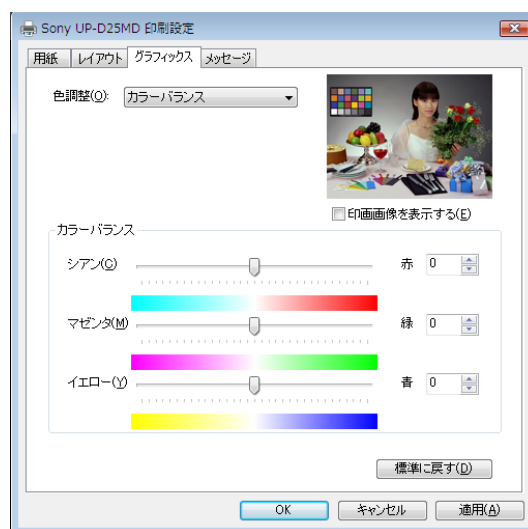 Sony UP-D25MD 印刷設定
用紙 レイアウト グラフィックス メッセージ
色調整(O): カラーバランス
印画画像を表示する(E)
カラーバランス
シアン(C) 赤 0
マゼンタ(M) 緑 0
イエロー(Y) 青 0
標準に戻す(D)
OK キャンセル 適用(A)